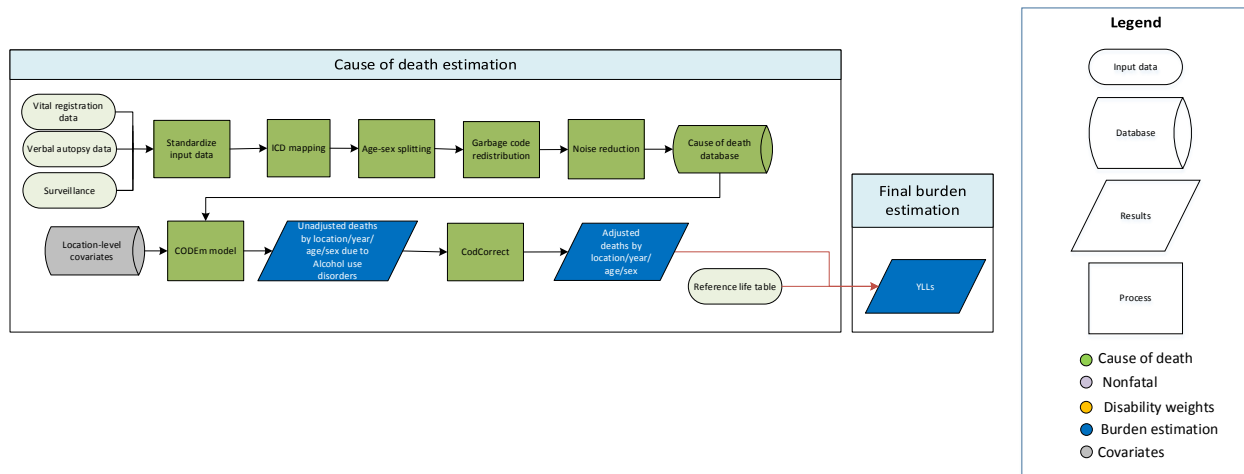 Cause of death estimation
Vital registration
data
Verbal autopsy data
Surveillance
Standardize
input data
ICD mapping
Age-sex splitting
Garbage code
redistribution
Noise reduction
Cause of death
database
Location-level
covariates
CODEm model
Unadjusted deaths
by location/year/
age/sex due to
Alcohol use
disorders
CodCorrect
Adjusted
deaths by
location/year/
age/sex
Reference life table
Final burden
estimation
YLLs
Legend
Input data
Database
Results
Process
Cause of death
Nonfatal
Disability weights
Burden estimation
Covariates